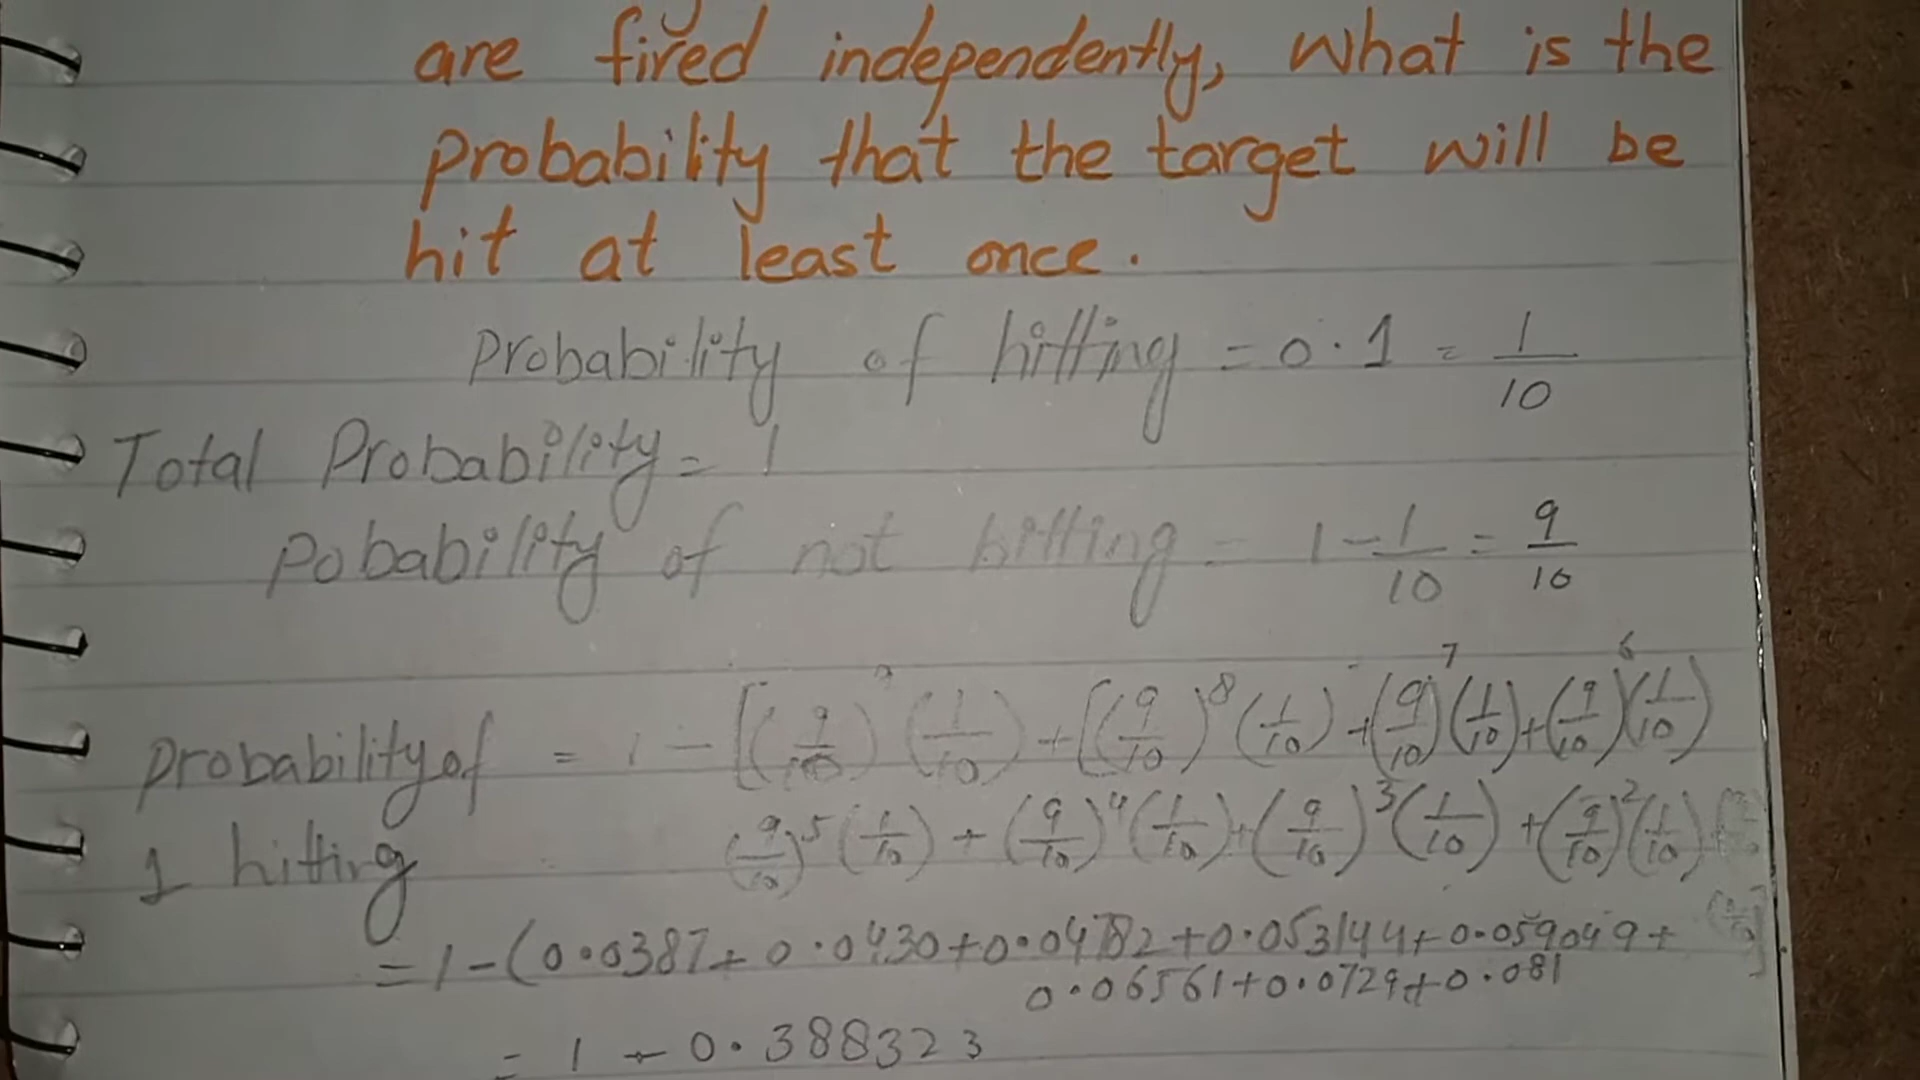 are fired independently, What is the
probability that the target will be
hit at least once.
Probability of hitting = 0.1 = 1/10
Total Probability = 1
Pobability of not hitting = 1 - 1/10 = 9/10
probability of = 1 - [(9/10)⁹ (1/10) + [(9/10)⁸ (1/10) + (9/10)⁷ (1/10) + (9/10)⁶ (1/10)
1 hitting (9/10)⁵ (1/10) + (9/10)⁴ (1/10) + (9/10)³ (1/10) + (9/10)² (1/10)
= 1 - (0.0387 + 0.0430 + 0.04782 + 0.053144 + 0.059049 +
0.06561 + 0.0729 + 0.081
= 1 - 0.388323